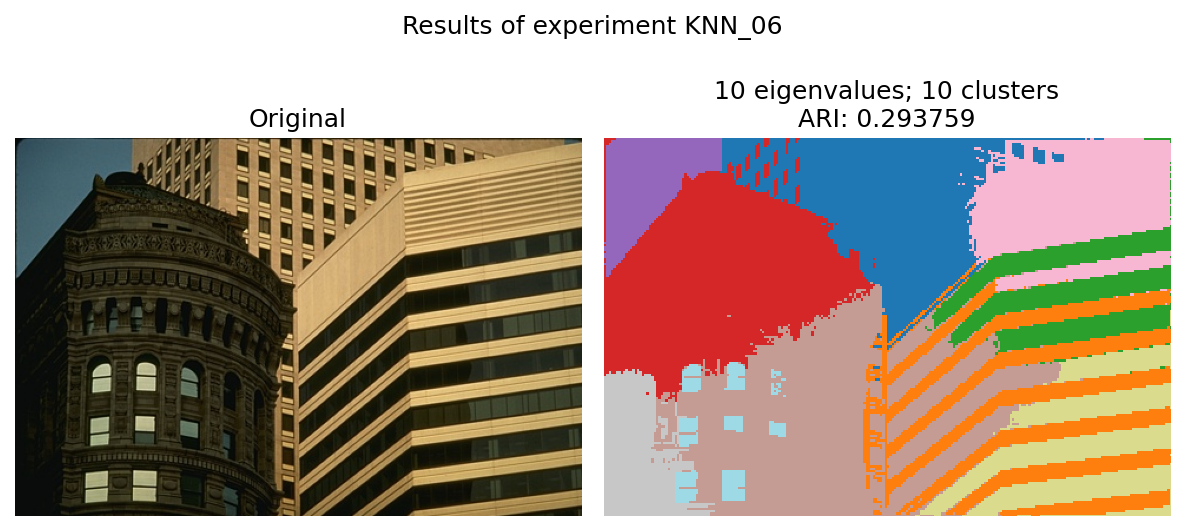 Results of experiment KNN_06
Original
10 eigenvalues; 10 clusters
ARI: 0.293759